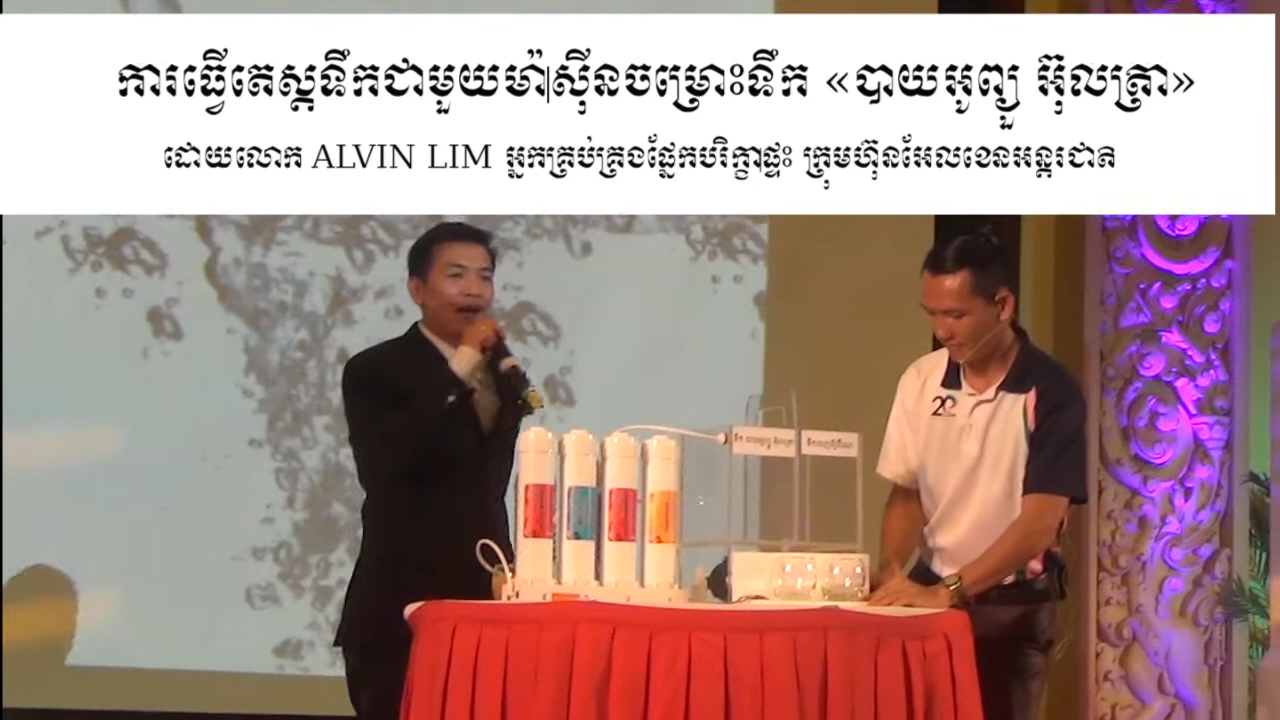 ការធ្វើតេស្តទឹកជាមួយម៉ាស៊ីនចម្រោះទឹក «បាយអូព្យួ អ៊ុលត្រា»
ដោយលោក ALVIN LIM អ្នកគ្រប់គ្រងផ្នែកបរិក្ខាផ្ទះ ក្រុមហ៊ុនអែលខេនអន្តរជាតិ
20